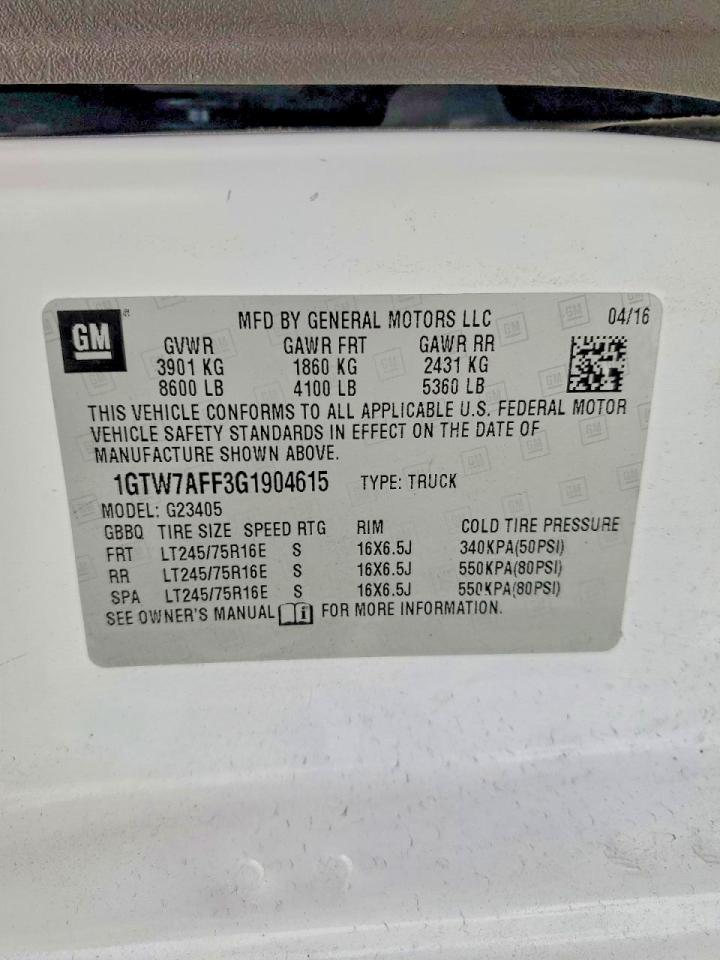 GM
MFD BY GENERAL MOTORS LLC 04/16
GVWR GAWR FRT GAWR RR
3901 KG 1860 KG 2431 KG
8600 LB 4100 LB 5360 LB
THIS VEHICLE CONFORMS TO ALL APPLICABLE U.S. FEDERAL MOTOR
VEHICLE SAFETY STANDARDS IN EFFECT ON THE DATE OF
MANUFACTURE SHOWN ABOVE.
1GTW7AFF3G1904615 TYPE: TRUCK
MODEL: G23405
GBBQ TIRE SIZE SPEED RTG RIM COLD TIRE PRESSURE
FRT LT245/75R16E S 16X6.5J 340KPA(50PSI)
RR LT245/75R16E S 16X6.5J 550KPA(80PSI)
SPA LT245/75R16E S 16X6.5J 550KPA(80PSI)
SEE OWNER'S MANUAL FOR MORE INFORMATION.